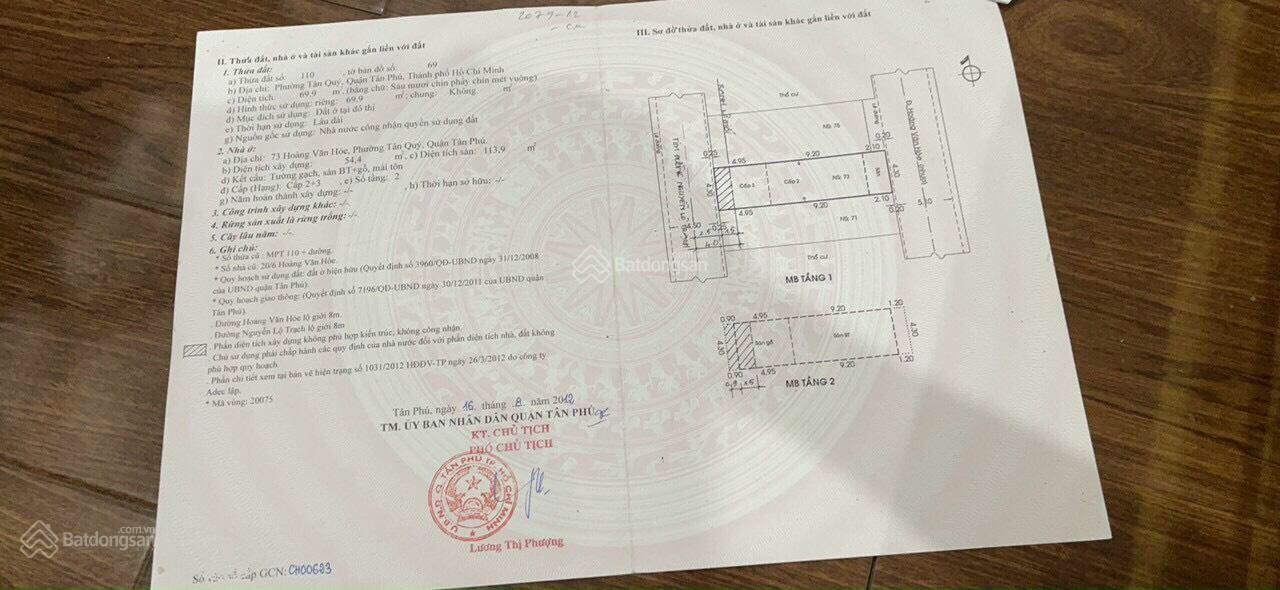 2079-12
II. Thửa đất, nhà ở và tài sản khác gắn liền với đất
1. Thửa đất:
a) Thửa đất số: 110 , tờ bản đồ số: 69
b) Địa chỉ: Phường Tân Quý, Quận Tân Phú, Thành phố Hồ Chí Minh
c) Diện tích: 69,9 m², (bằng chữ: Sáu mươi chín phẩy chín mét vuông)
d) Hình thức sử dụng: riêng: 69,9 m²; chung: Không m²
đ) Mục đích sử dụng: Đất ở tại đô thị
e) Thời hạn sử dụng: Lâu dài
g) Nguồn gốc sử dụng: Nhà nước công nhận quyền sử dụng đất
2. Nhà ở:
a) Địa chỉ: 73 Hoàng Văn Hòe, Phường Tân Quý, Quận Tân Phú.
b) Diện tích xây dựng: 54,4 m², c) Diện tích sàn: 113,9 m²
d) Kết cấu: Tường gạch, sàn BT+gỗ, mái tôn
đ) Cấp (Hạng): Cấp 2+3 , e) Số tầng: 2
g) Năm hoàn thành xây dựng: -/- , h) Thời hạn sở hữu: -/-
3. Công trình xây dựng khác: -/-
4. Rừng sản xuất là rừng trồng: -/-
5. Cây lâu năm: -/-
6. Ghi chú:
* Số thửa cũ : MPT 110 + đường.
* Số nhà cũ : 20/6 Hoàng Văn Hòe.
* Quy hoạch sử dụng đất: đất ở hiện hữu (Quyết định số 3960/QĐ-UBND ngày 31/12/2008
của UBND quận Tân Phú).
* Quy hoạch giao thông: (Quyết định số 7196/QĐ-UBND ngày 30/12/2011 của UBND quận
Tân Phú).
. Đường Hoàng Văn Hòe lộ giới 8m.
. Đường Nguyễn Lộ Trạch lộ giới 8m
. Phần diện tích xây dựng không phù hợp kiến trúc, không công nhận.
. Chủ sử dụng phải chấp hành các quy định của nhà nước đối với phần diện tích nhà, đất không
phù hợp quy hoạch.
. Phần chi tiết xem tại bản vẽ hiện trạng số 1031/2012 HĐĐV-TP ngày 26/3/2012 do công ty
Adec lập.
* Mã vùng: 20075
Tân Phú, ngày 16 tháng 8 năm 2012
TM. ỦY BAN NHÂN DÂN QUẬN TÂN PHÚ
KT. CHỦ TỊCH
PHÓ CHỦ TỊCH
U.B.N.D Q. TÂN PHÚ T.P. HỒ CHÍ MINH
Lương Thị Phượng
Số vào sổ cấp GCN: CH00683
III. Sơ đồ thửa đất, nhà ở và tài sản khác gắn liền với đất
Thổ cư
Ng: 75
Đ. Hoàng Văn Hòe
0.20
2.10
9.20
4.95
0.25
4.30
Cấp 3
Cấp 2
Ng: 73
4.30
4.95
9.20
2.10
0.20
5.10
Ng: 71
4.50
0.25
4.0
Thổ cư
MB TẦNG 1
0.90
4.95
9.20
1.20
4.30
Sàn gỗ
Sàn BT
4.30
0.90
4.95
9.20
1.20
MB TẦNG 2
Batdongsan
Batdongsan.com.vn
Batdongsan